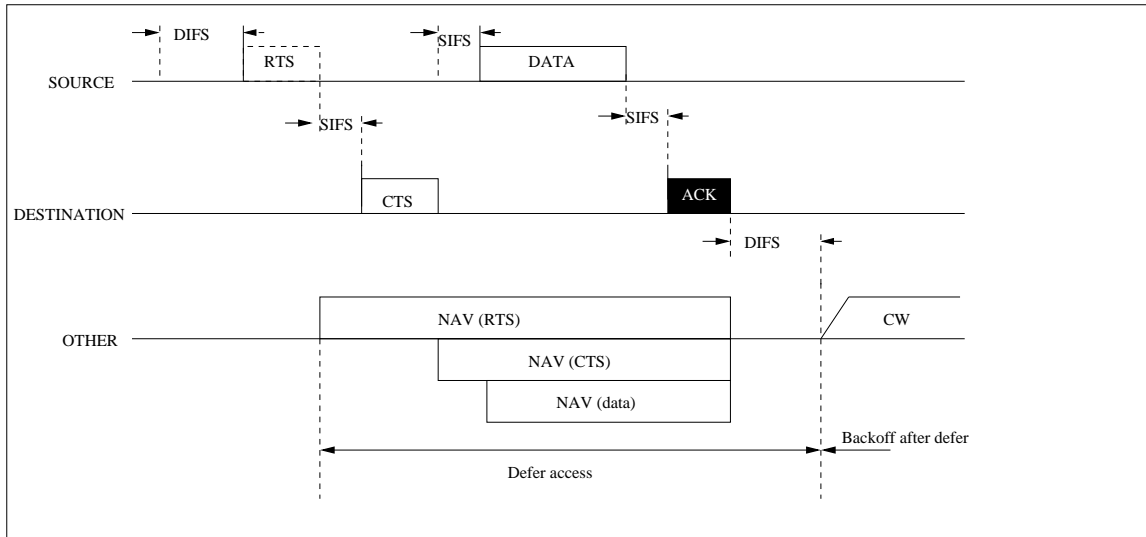 DIFS
SIFS
RTS
DATA
SOURCE
SIFS
SIFS
CTS
ACK
DESTINATION
DIFS
NAV (RTS)
CW
OTHER
NAV (CTS)
NAV (data)
Backoff after defer
Defer access